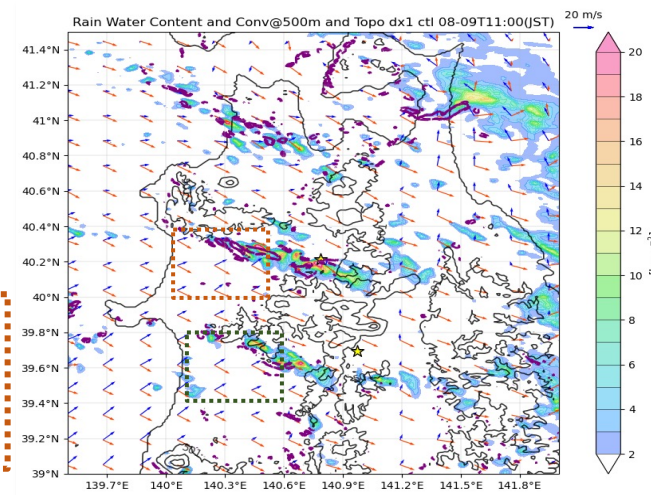 Rain Water Content and Conv@500m and Topo dx1 ctl 08-09T11:00(JST)
20 m/s
41.4°N
41.2°N
41°N
40.8°N
40.6°N
40.4°N
40.2°N
40°N
39.8°N
39.6°N
39.4°N
39.2°N
39°N
139.7°E
140°E
140.3°E
140.6°E
140.9°E
141.2°E
141.5°E
141.8°E
20
18
16
14
12
10
8
6
4
2